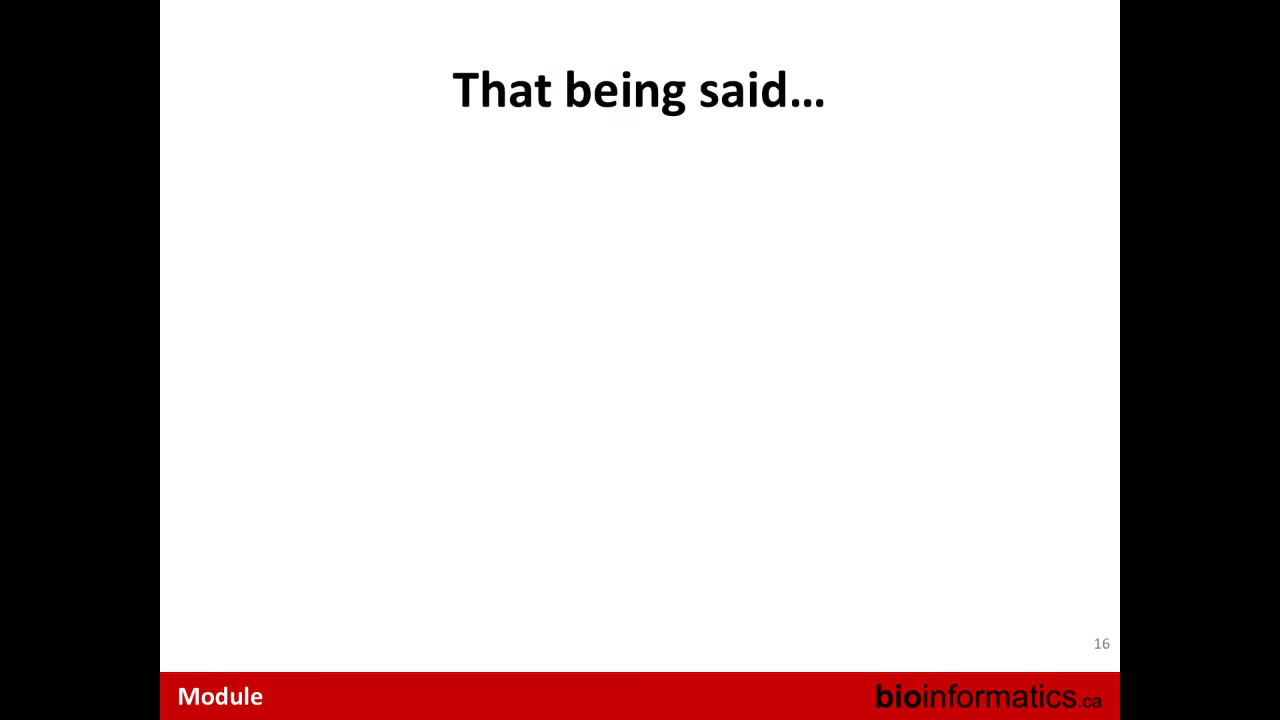 That being said…
16
Module
bioinformatics.ca